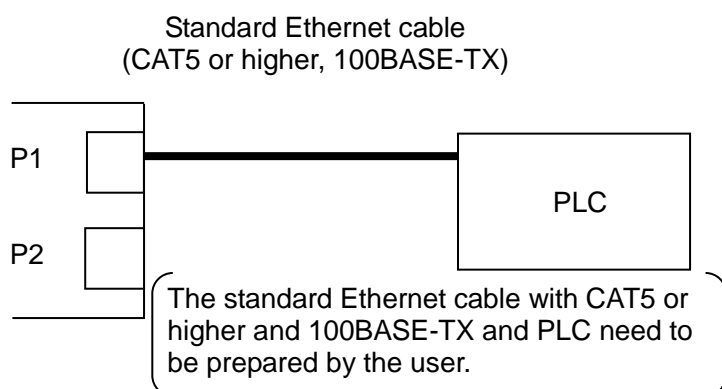 Standard Ethernet cable
(CAT5 or higher, 100BASE-TX)
P1
PLC
P2
The standard Ethernet cable with CAT5 or
higher and 100BASE-TX and PLC need to
be prepared by the user.